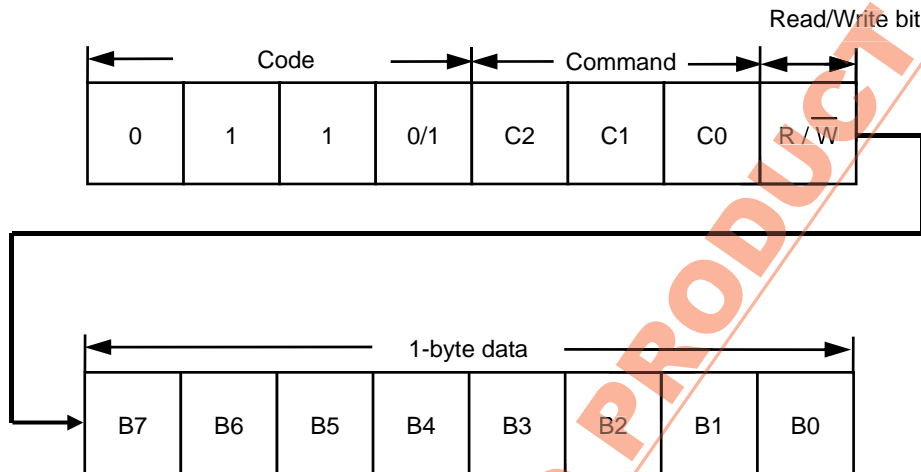 Read/Write bit
Code Command
0 1 1 0/1 C2 C1 C0 R / W̅
1-byte data
B7 B6 B5 B4 B3 B2 B1 B0
PRODUCT
PRODUCT